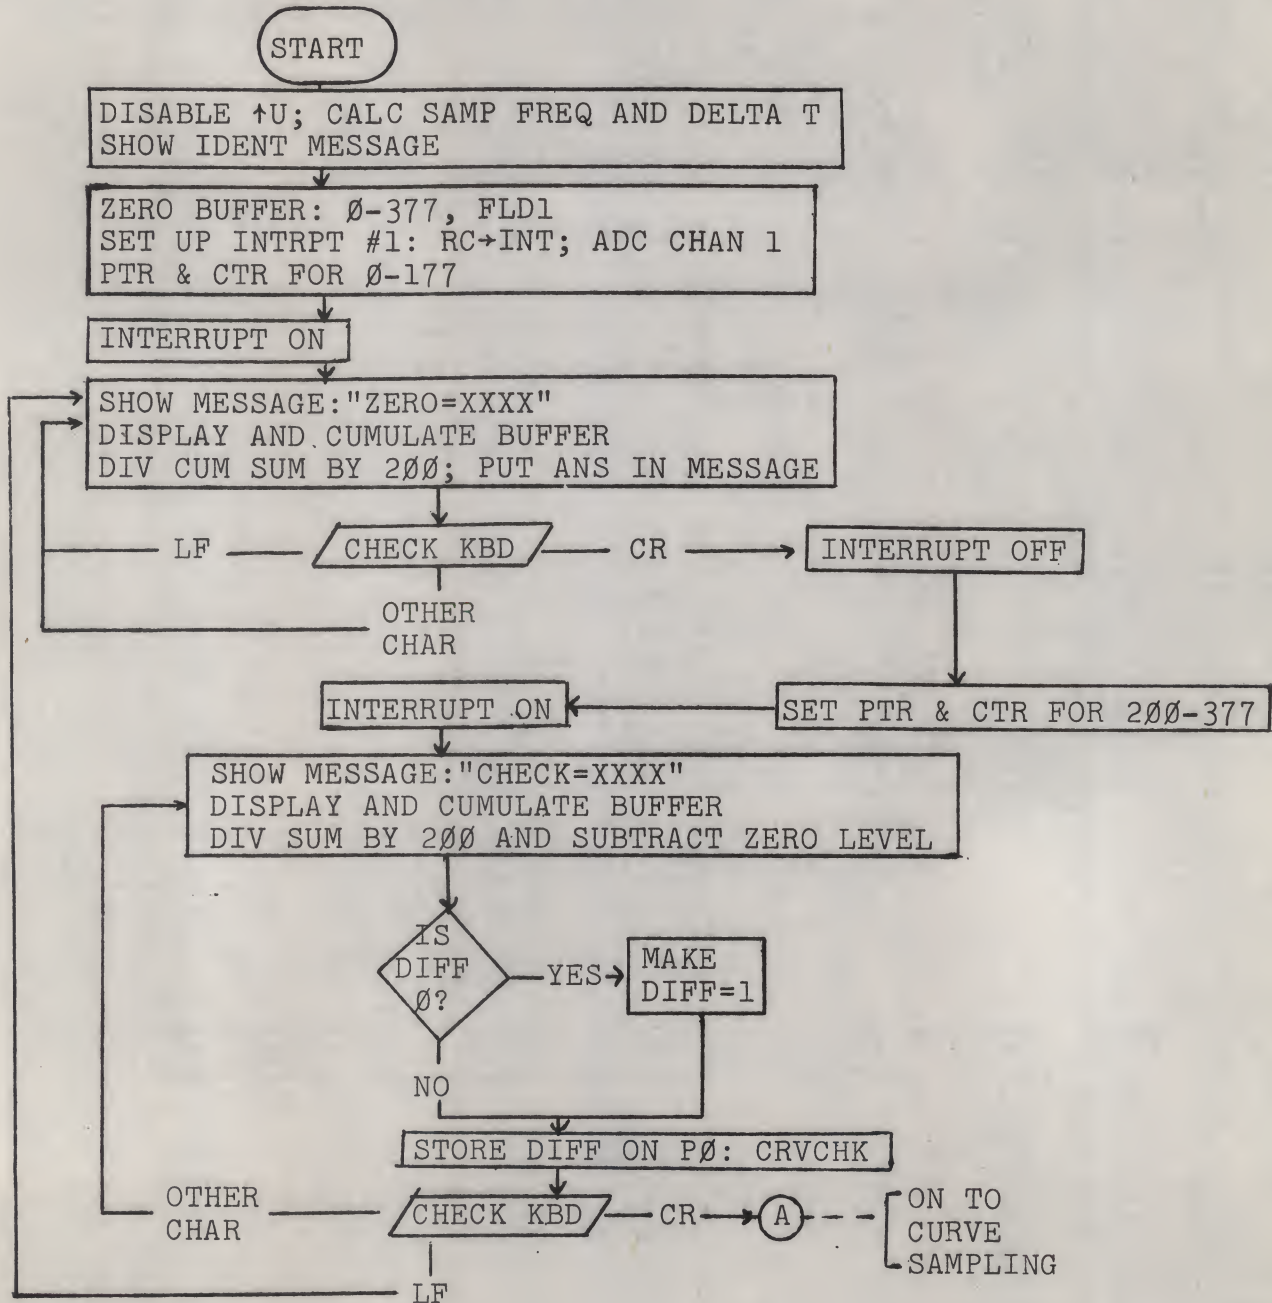 START
DISABLE ↑U; CALC SAMP FREQ AND DELTA T
SHOW IDENT MESSAGE
ZERO BUFFER: Ø-377, FLD1
SET UP INTRPT #1: RC→INT; ADC CHAN 1
PTR & CTR FOR Ø-177
INTERRUPT ON
SHOW MESSAGE:"ZERO=XXXX"
DISPLAY AND CUMULATE BUFFER
DIV CUM SUM BY 2ØØ; PUT ANS IN MESSAGE
LF
CHECK KBD
CR
INTERRUPT OFF
OTHER
CHAR
INTERRUPT ON
SET PTR & CTR FOR 2ØØ-377
SHOW MESSAGE:"CHECK=XXXX"
DISPLAY AND CUMULATE BUFFER
DIV SUM BY 2ØØ AND SUBTRACT ZERO LEVEL
IS
DIFF
Ø?
YES
MAKE
DIFF=1
NO
STORE DIFF ON PØ: CRVCHK
OTHER
CHAR
CHECK KBD
CR
A
ON TO
CURVE
SAMPLING
LF